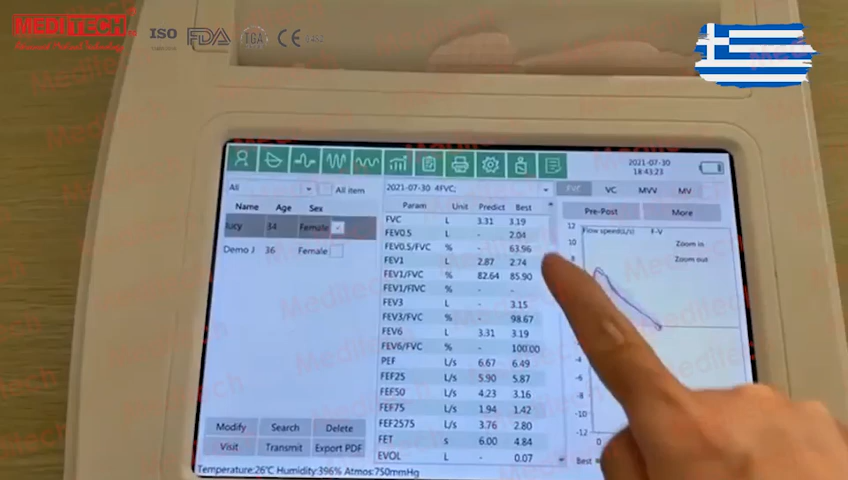 MEDITECH
Advanced Medical Technology
ISO
FDA
TGA
CE
2021-07-30
18:43:23
All
All item
2021-07-30 4FVC;
FVC
VC
MVV
MV
Name Age Sex
lucy 34 Female
Demo J 36 Female
Param Unit Predict Best
FVC L 3.31 3.19
FEV0.5 L - 2.04
FEV0.5/FVC % - 63.96
FEV1 L 2.87 2.74
FEV1/FVC % 82.64 85.90
FEV1/FIVC % - -
FEV3 L - 3.15
FEV3/FVC % - 98.67
FEV6 L 3.31 3.19
FEV6/FVC % - 100.00
PEF L/s 6.67 6.49
FEF25 L/s 5.90 5.87
FEF50 L/s 4.23 3.16
FEF75 L/s 1.94 1.42
FEF2575 L/s 3.76 2.80
FET s 6.00 4.84
EVOL L - 0.07
Pre-Post
More
12
Flow speed(L/s) F-V
10
Zoom in
8
Zoom out
-4
-6
-8
-10
-12
0
Best
Modify Search Delete
Visit Transmit Export PDF
Temperature:26℃ Humidity:396% Atmos:750mmHg
Meditech